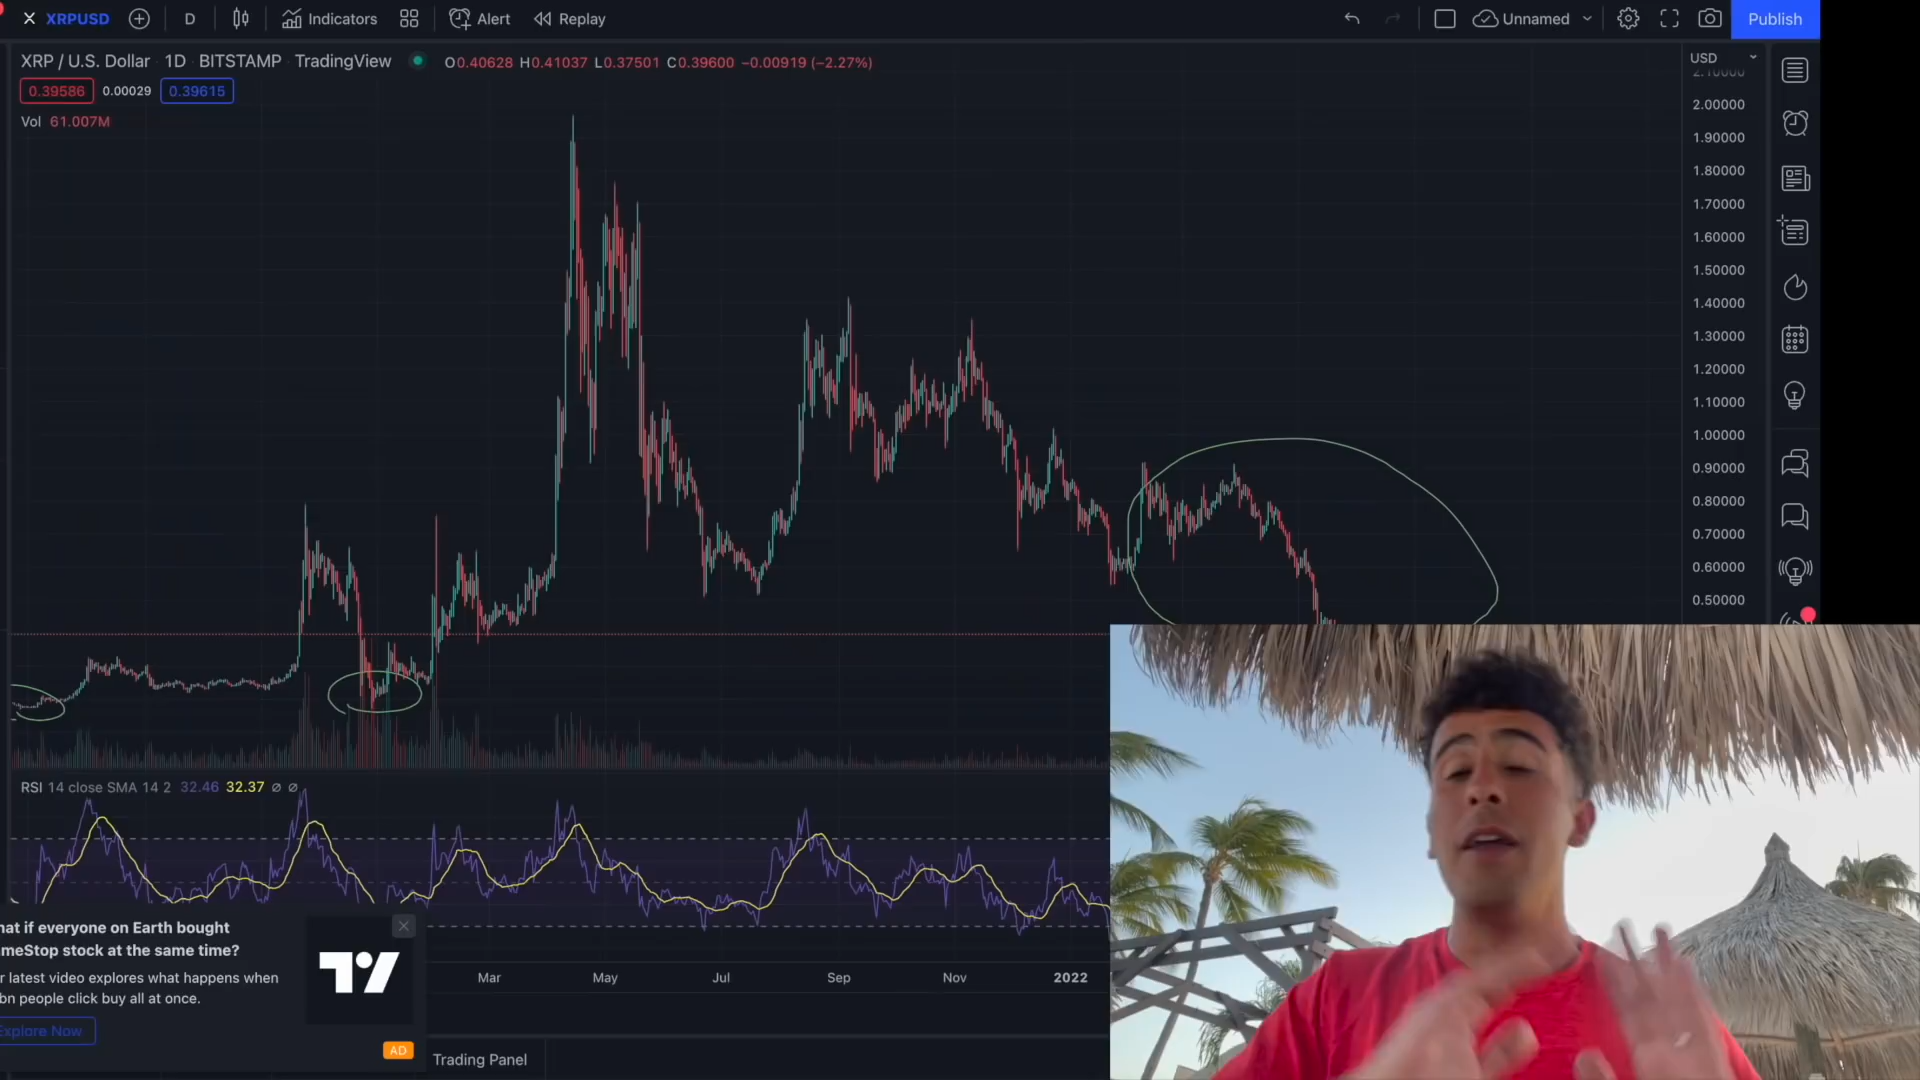 XRPUSD D Indicators Alert Replay Unnamed Publish
XRP / U.S. Dollar 1D BITSTAMP TradingView O0.40628 H0.41037 L0.37501 C0.39600 −0.00919 (−2.27%)
USD
0.39586 0.00029 0.39615
Vol 61.007M
2.10000
2.00000
1.90000
1.80000
1.70000
1.60000
1.50000
1.40000
1.30000
1.20000
1.10000
1.00000
0.90000
0.80000
0.70000
0.60000
0.50000
RSI 14 close SMA 14 2 32.46 32.37 ∅ ∅
hat if everyone on Earth bought
meStop stock at the same time?
r latest video explores what happens when
bn people click buy all at once.
Explore Now
AD
Mar May Jul Sep Nov 2022
Trading Panel